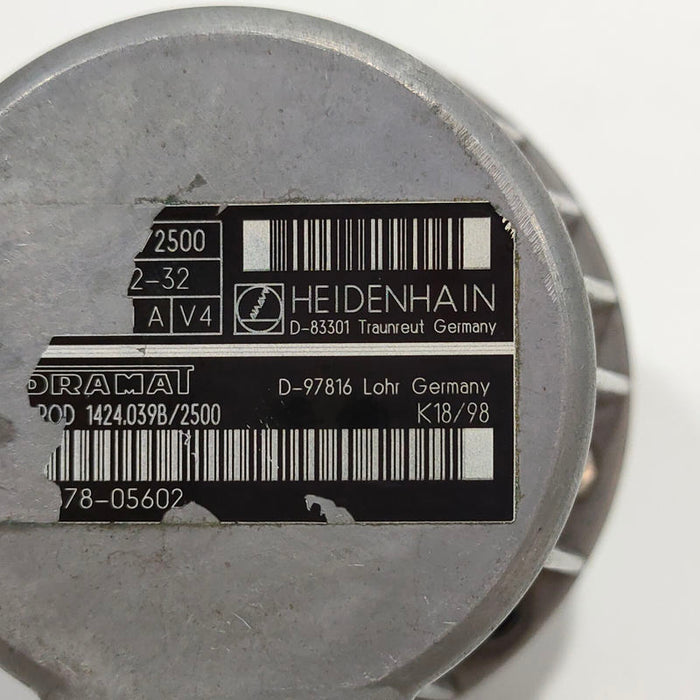 /2500
2-32
A V4
HEIDENHAIN
D-83301 Traunreut Germany
DRAMAT
D-97816 Lohr Germany
ROD 1424.039B/2500
K18/98
78-05602